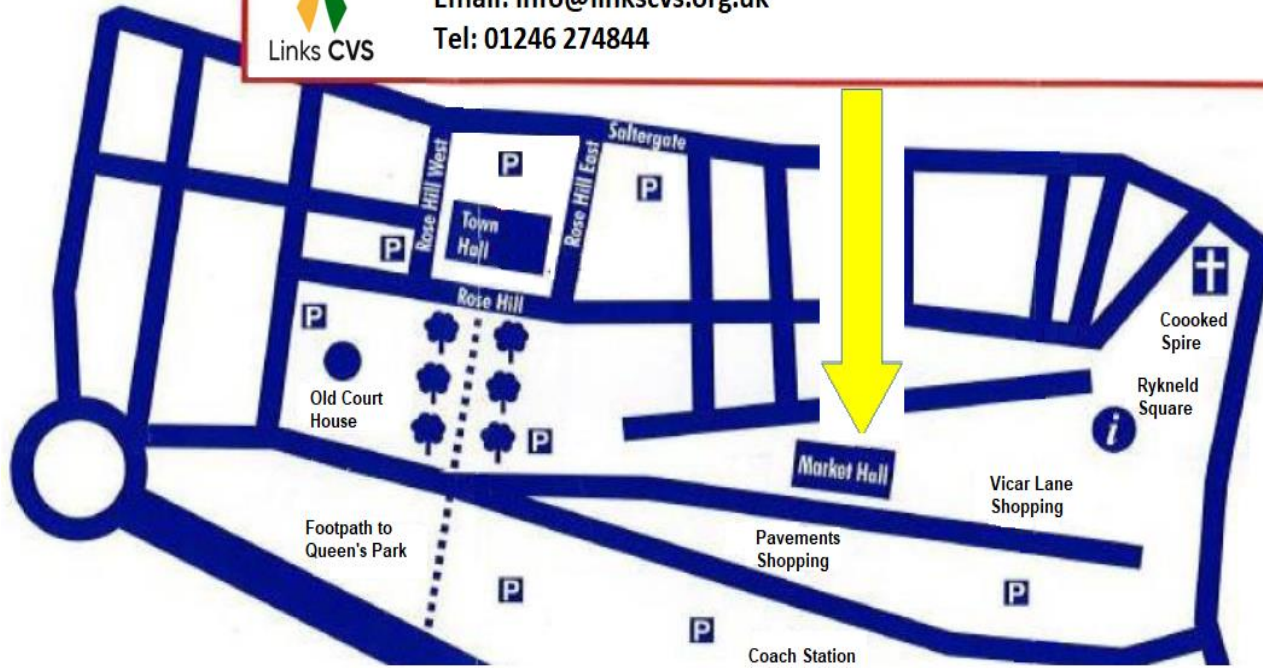 Email: info@linkscvs.org.uk
Links CVS
Tel: 01246 274844
Saltergate
Rose Hill West
P
Rose Hill East
P
Town
Hall
P
Rose Hill
P
Coooked
Spire
Old Court
House
Rykneld
Square
i
P
Market Hall
Vicar Lane
Shopping
Footpath to
Queen's Park
Pavements
Shopping
P
P
P
Coach Station